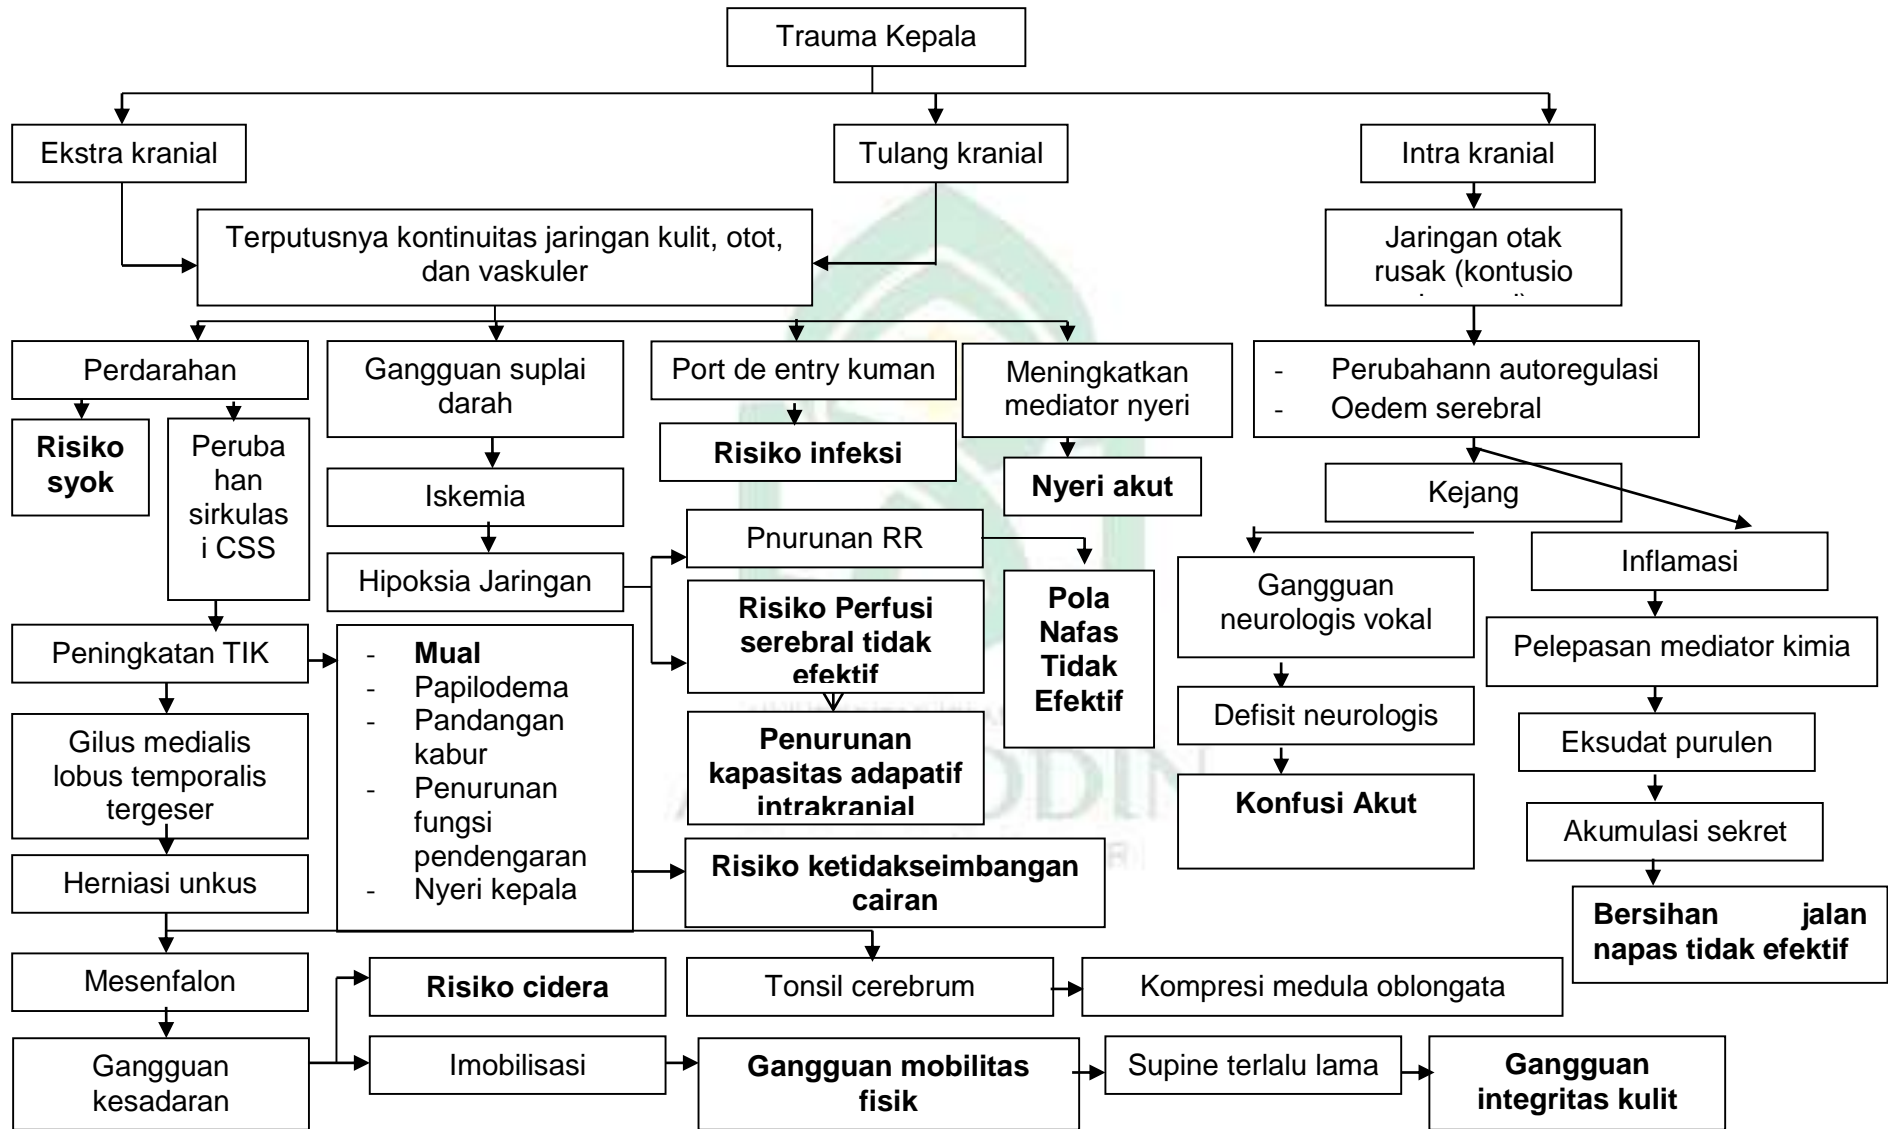 Trauma Kepala
Ekstra kranial
Tulang kranial
Intra kranial
Terputusnya kontinuitas jaringan kulit, otot,
dan vaskuler
Jaringan otak
rusak (kontusio
Perdarahan
Gangguan suplai
darah
Port de entry kuman
Meningkatkan
mediator nyeri
- Perubahann autoregulasi
- Oedem serebral
Risiko
syok
Peruba
han
sirkulas
i CSS
Risiko infeksi
Nyeri akut
Kejang
Iskemia
Hipoksia Jaringan
Pnurunan RR
Risiko Perfusi
serebral tidak
efektif
Pola
Nafas
Tidak
Efektif
Gangguan
neurologis vokal
Inflamasi
Pelepasan mediator kimia
Peningkatan TIK
- Mual
- Papilodema
- Pandangan
kabur
- Penurunan
fungsi
pendengaran
- Nyeri kepala
Defisit neurologis
Eksudat purulen
Gilus medialis
lobus temporalis
tergeser
Penurunan
kapasitas adapatif
intrakranial
Konfusi Akut
Akumulasi sekret
Herniasi unkus
Risiko ketidakseimbangan
cairan
Bersihan jalan
napas tidak efektif
Mesenfalon
Risiko cidera
Tonsil cerebrum
Kompresi medula oblongata
Gangguan
kesadaran
Imobilisasi
Gangguan mobilitas
fisik
Supine terlalu lama
Gangguan
integritas kulit
DDIN